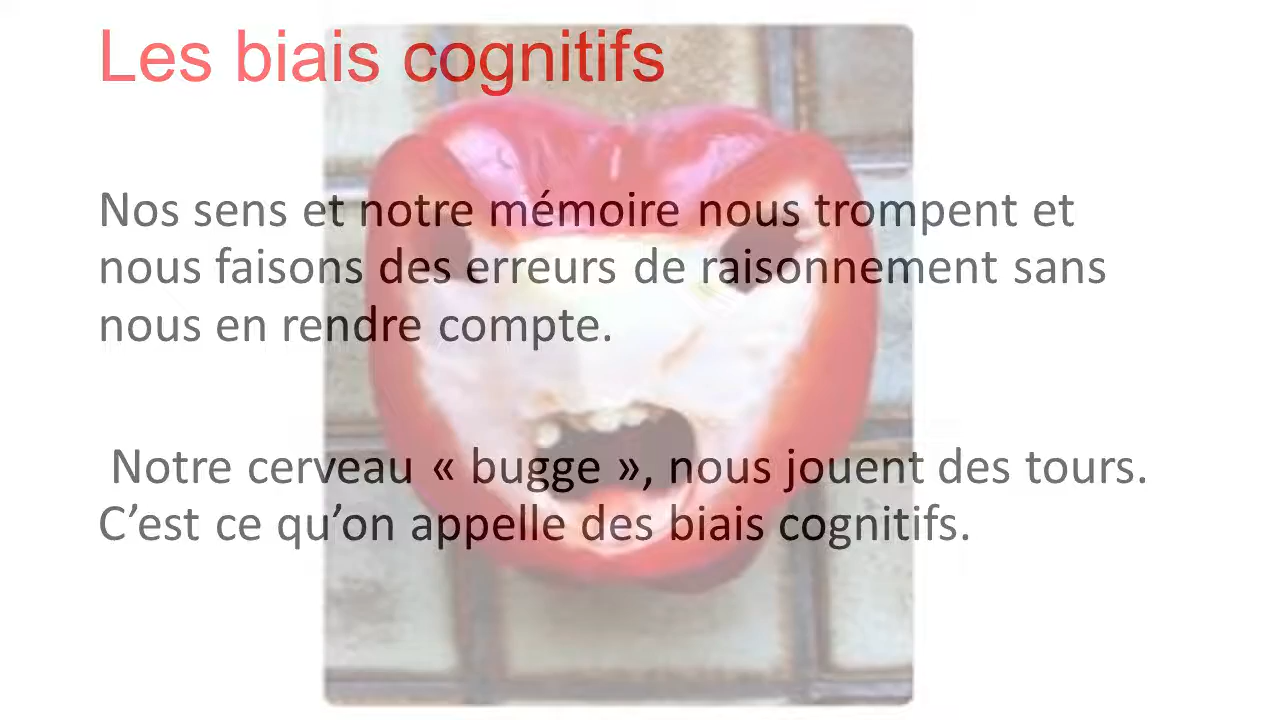 Les biais cognitifs
Nos sens et notre mémoire nous trompent et
nous faisons des erreurs de raisonnement sans
nous en rendre compte.
Notre cerveau « bugge », nous jouent des tours.
C’est ce qu’on appelle des biais cognitifs.